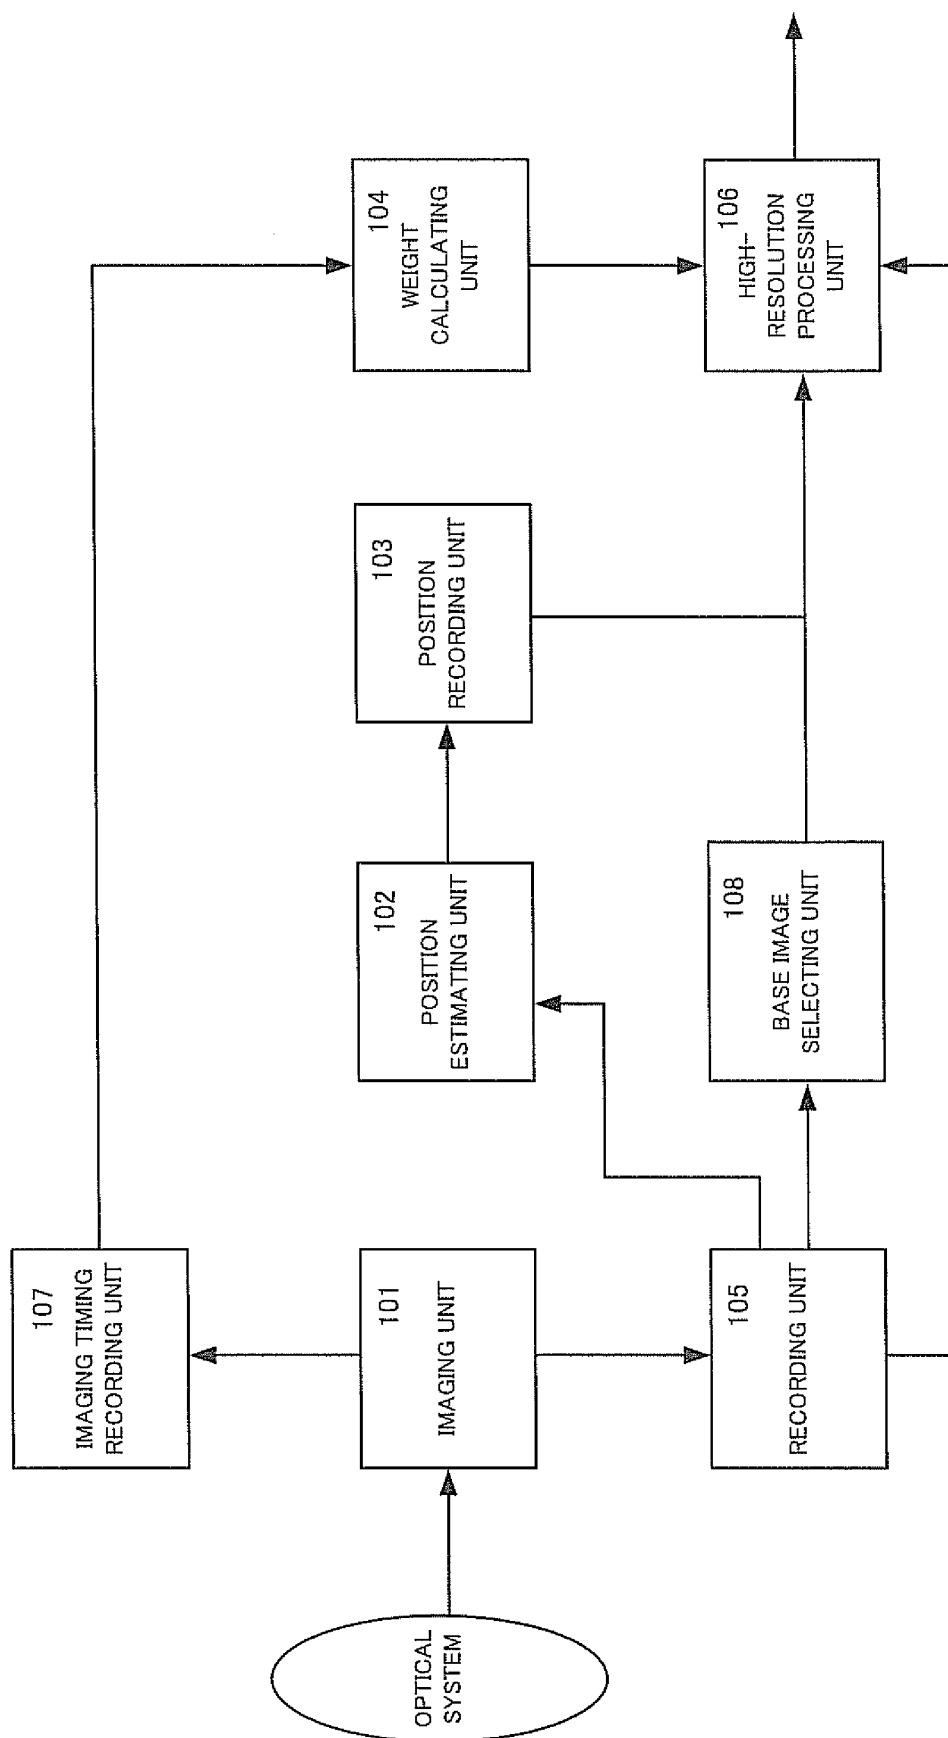 OPTICAL
SYSTEM
107
IMAGING TIMING
RECORDING UNIT
101
IMAGING UNIT
105
RECORDING UNIT
102
POSITION
ESTIMATING UNIT
108
BASE IMAGE
SELECTING UNIT
103
POSITION
RECORDING UNIT
104
WEIGHT
CALCULATING
UNIT
106
HIGH-
RESOLUTION
PROCESSING
UNIT